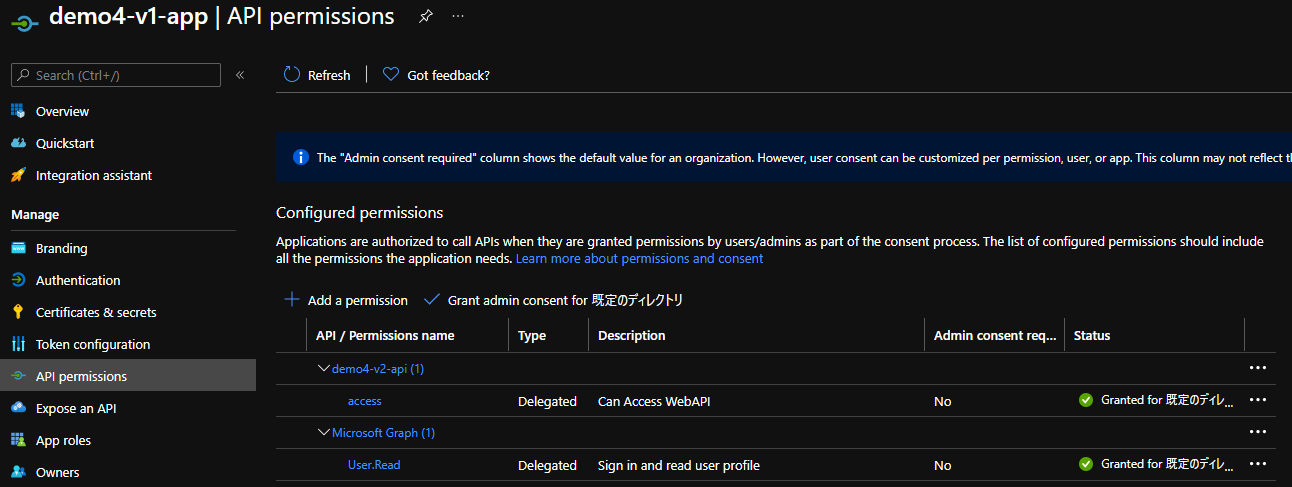 demo4-v1-app | API permissions
Search (Ctrl+/)
Refresh
Got feedback?
Overview
Quickstart
Integration assistant
Manage
Branding
Authentication
Certificates & secrets
Token configuration
API permissions
Expose an API
App roles
Owners
The "Admin consent required" column shows the default value for an organization. However, user consent can be customized per permission, user, or app. This column may not reflect
Configured permissions
Applications are authorized to call APIs when they are granted permissions by users/admins as part of the consent process. The list of configured permissions should include
all the permissions the application needs. Learn more about permissions and consent
Add a permission
Grant admin consent for 既定のディレクトリ
API / Permissions name Type Description Admin consent req... Status
demo4-v2-api (1)
access Delegated Can Access WebAPI No Granted for 既定のディレ...
Microsoft Graph (1)
User.Read Delegated Sign in and read user profile No Granted for 既定のディレ...